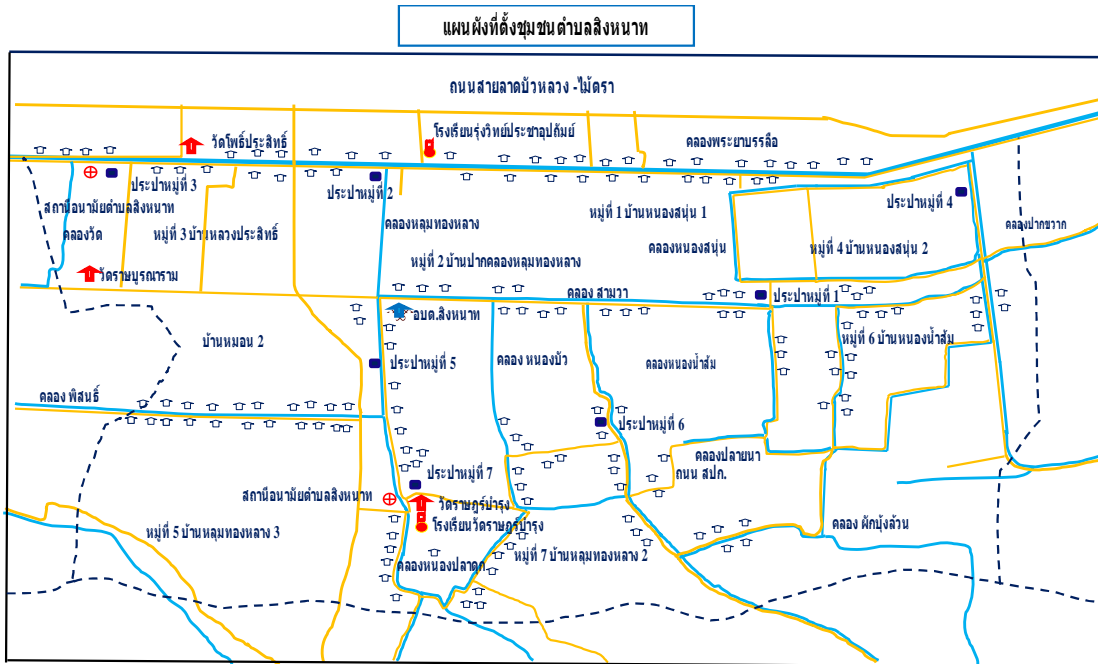 แผนผังที่ตั้งชุมชนตำบลสิงหนาท
ถนนสายลาดบัวหลวง -ไม้ตรา
วัดโพธิ์ประสิทธิ์
โรงเรียนรุ่งวิทย์ประชาอุปถัมย์
คลองพระยาบรรลือ
ประปาหมู่ที่ 3
ประปาหมู่ที่ 2
ประปาหมู่ที่ 4
สถานีอนามัยตำบลสิงหนาท
คลองวัด
หมู่ที่ 3 บ้านหลวงประสิทธิ์
คลองหลุมทองหลาง
หมู่ที่ 1 บ้านหนองสนุ่น 1
คลองหนองสนุ่น
หมู่ที่ 4 บ้านหนองสนุ่น 2
คลองปากขวาก
หมู่ที่ 2 บ้านปากคลองหลุมทองหลาง
วัดราษบูรณาราม
คลอง สามวา
ประปาหมู่ที่ 1
อบต.สิงหนาท
บ้านหมอน 2
ประปาหมู่ที่ 5
คลอง หนองบัว
คลองหนองน้ำส้ม
หมู่ที่ 6 บ้านหนองน้ำส้ม
คลอง พิสนธิ์
ประปาหมู่ที่ 6
คลองปลายนา
ถนน สปก.
ประปาหมู่ที่ 7
สถานีอนามัยตำบลสิงหนาท
วัดราษฎร์บำรุง
โรงเรียนวัดราษฎร์บำรุง
หมู่ที่ 5 บ้านหลุมทองหลาง 3
คลอง ผักบุ้งล้วน
คลองหนองปลาดุก
หมู่ที่ 7 บ้านหลุมทองหลาง 2